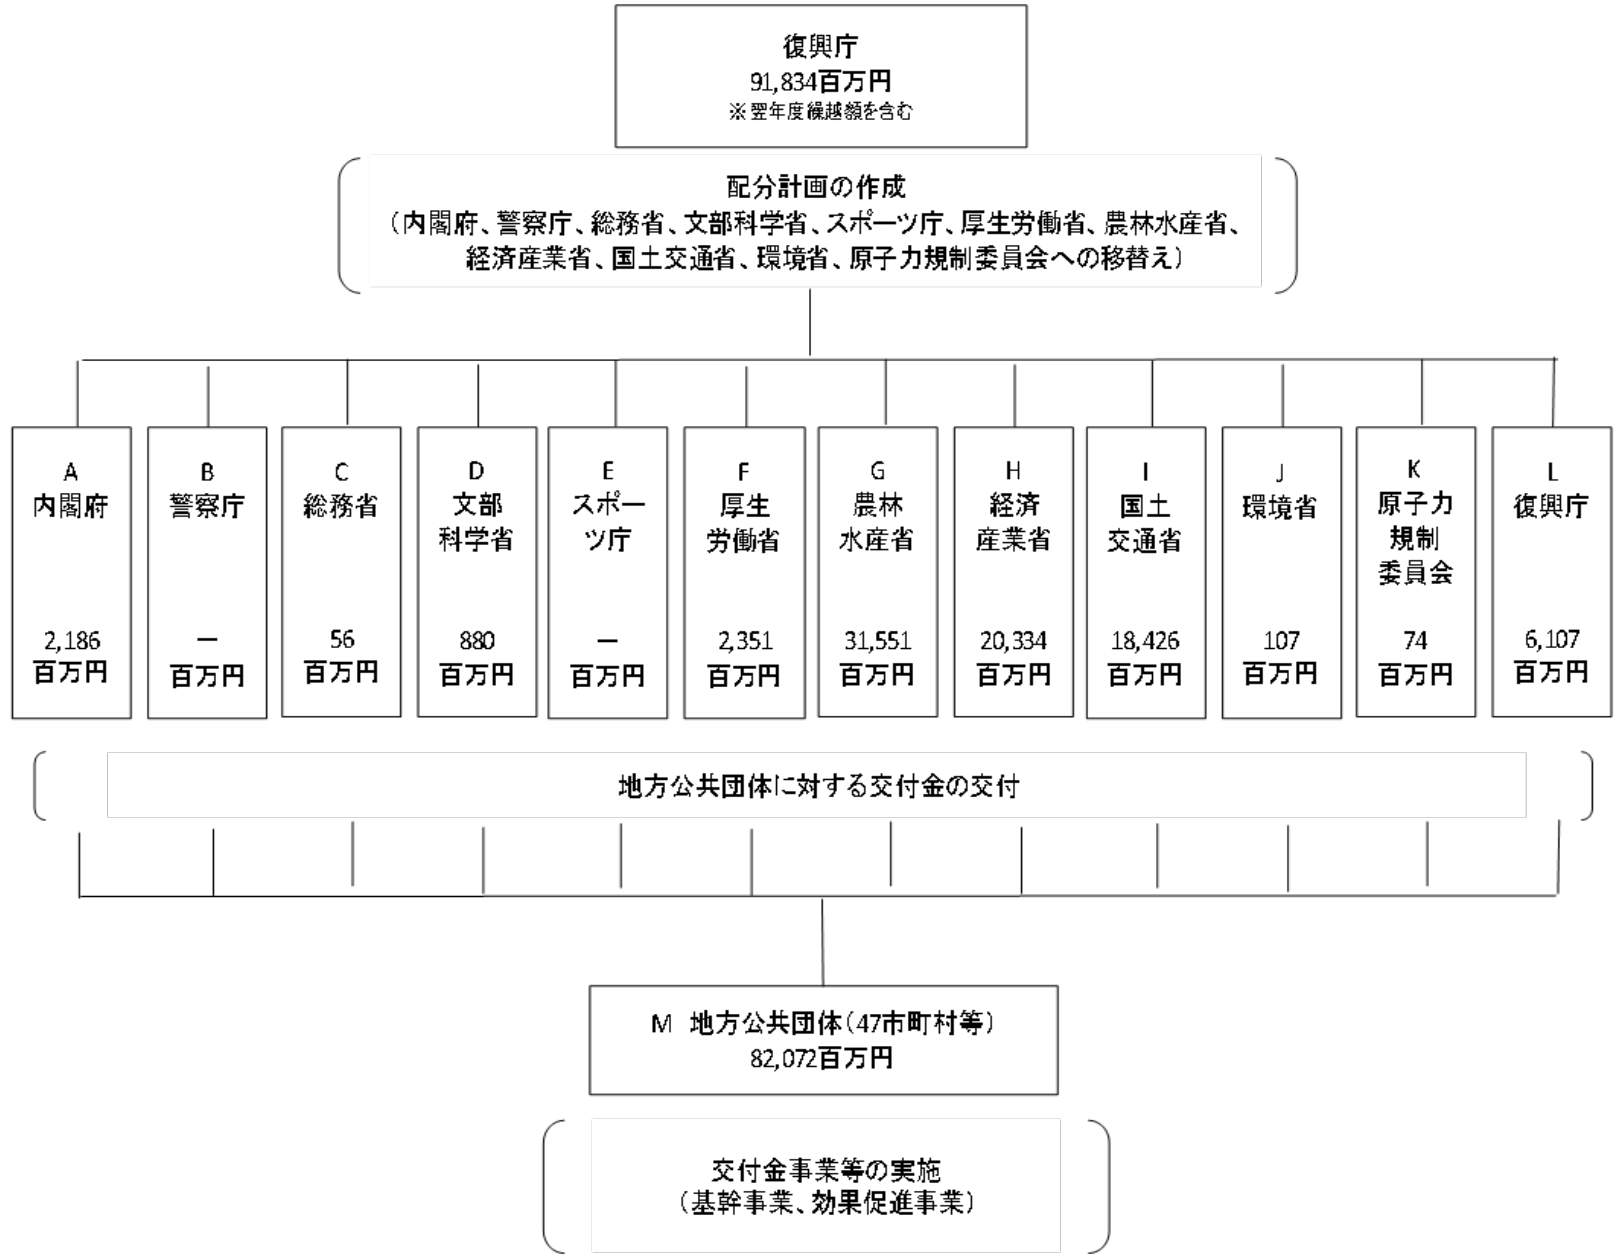 復興庁
91,834百万円
※翌年度繰越額を含む
配分計画の作成
（内閣府、警察庁、総務省、文部科学省、スポーツ庁、厚生労働省、農林水産省、
経済産業省、国土交通省、環境省、原子力規制委員会への移替え）
A
内閣府
2,186
百万円
B
警察庁
―
百万円
C
総務省
56
百万円
D
文部
科学省
880
百万円
E
スポー
ツ庁
―
百万円
F
厚生
労働省
2,351
百万円
G
農林
水産省
31,551
百万円
H
経済
産業省
20,334
百万円
I
国土
交通省
18,426
百万円
J
環境省
107
百万円
K
原子力
規制
委員会
74
百万円
L
復興庁
6,107
百万円
地方公共団体に対する交付金の交付
M　地方公共団体（47市町村等）
82,072百万円
交付金事業等の実施
（基幹事業、効果促進事業）